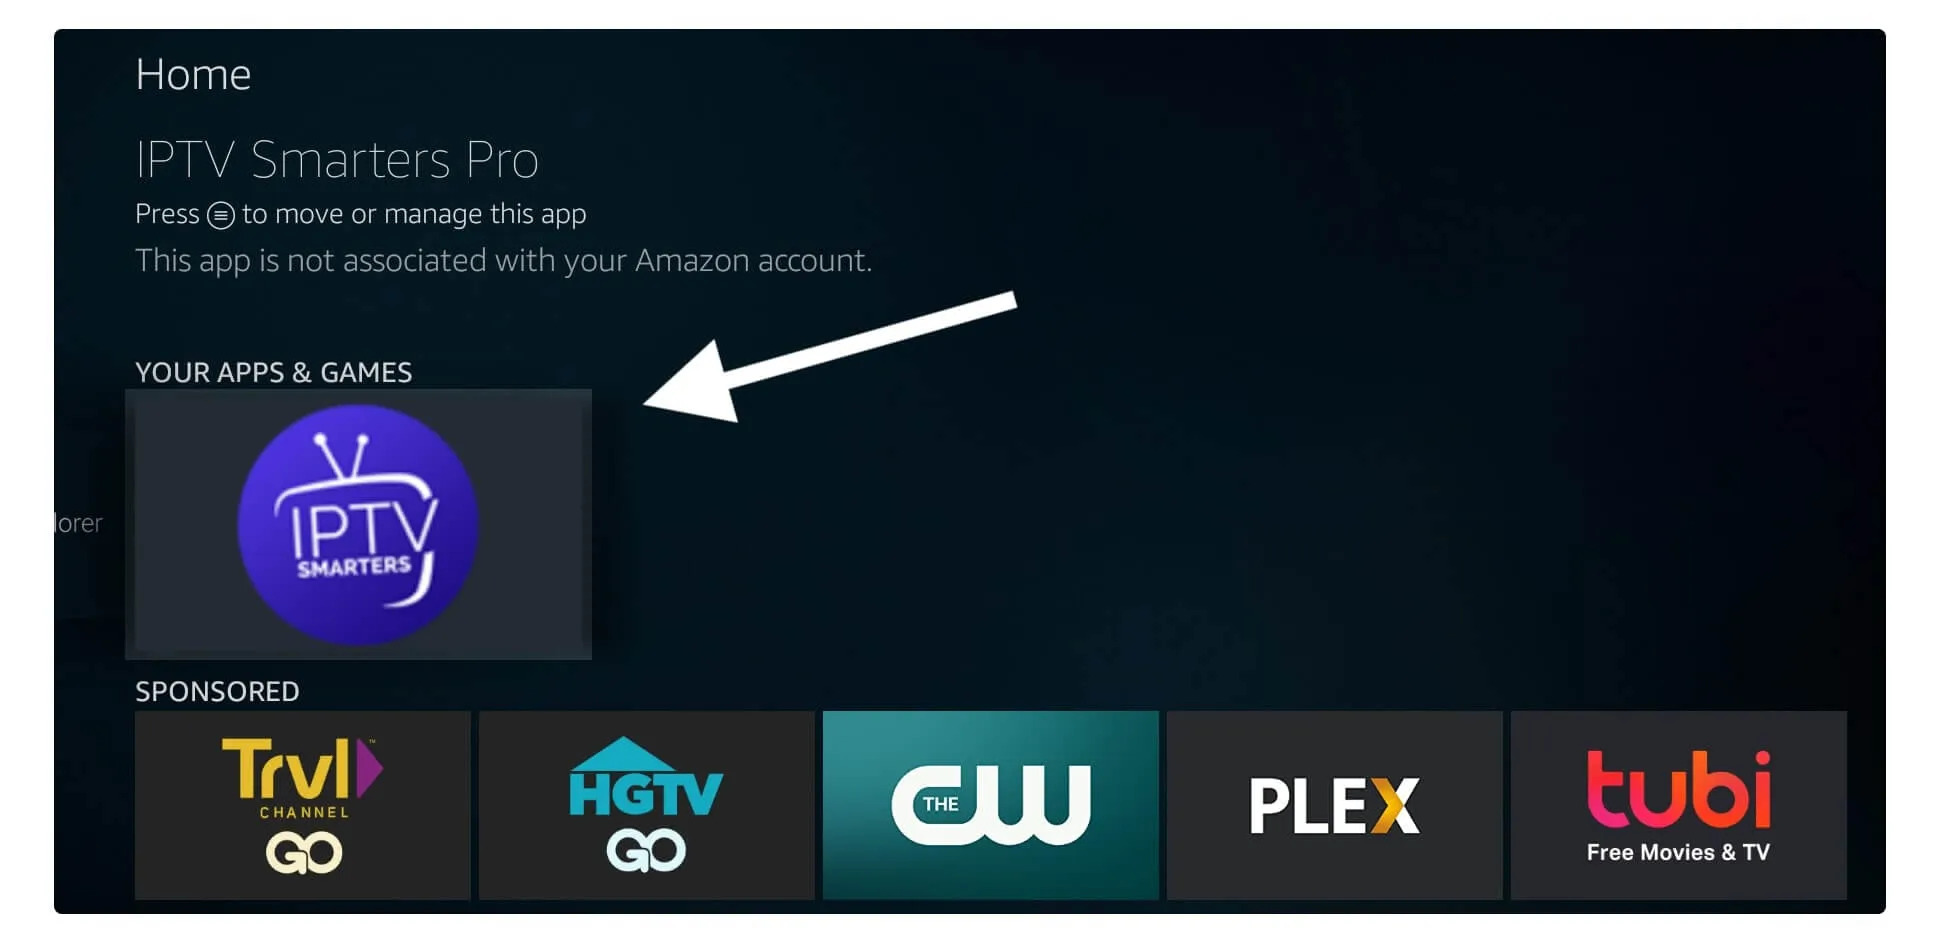 Home
IPTV Smarters Pro
Press to move or manage this app
This app is not associated with your Amazon account.
YOUR APPS & GAMES
lorer
IPTV
SMARTERS
SPONSORED
Trvl™
CHANNEL
GO
HGTV
GO
THE CW
PLEX
tubi
Free Movies & TV